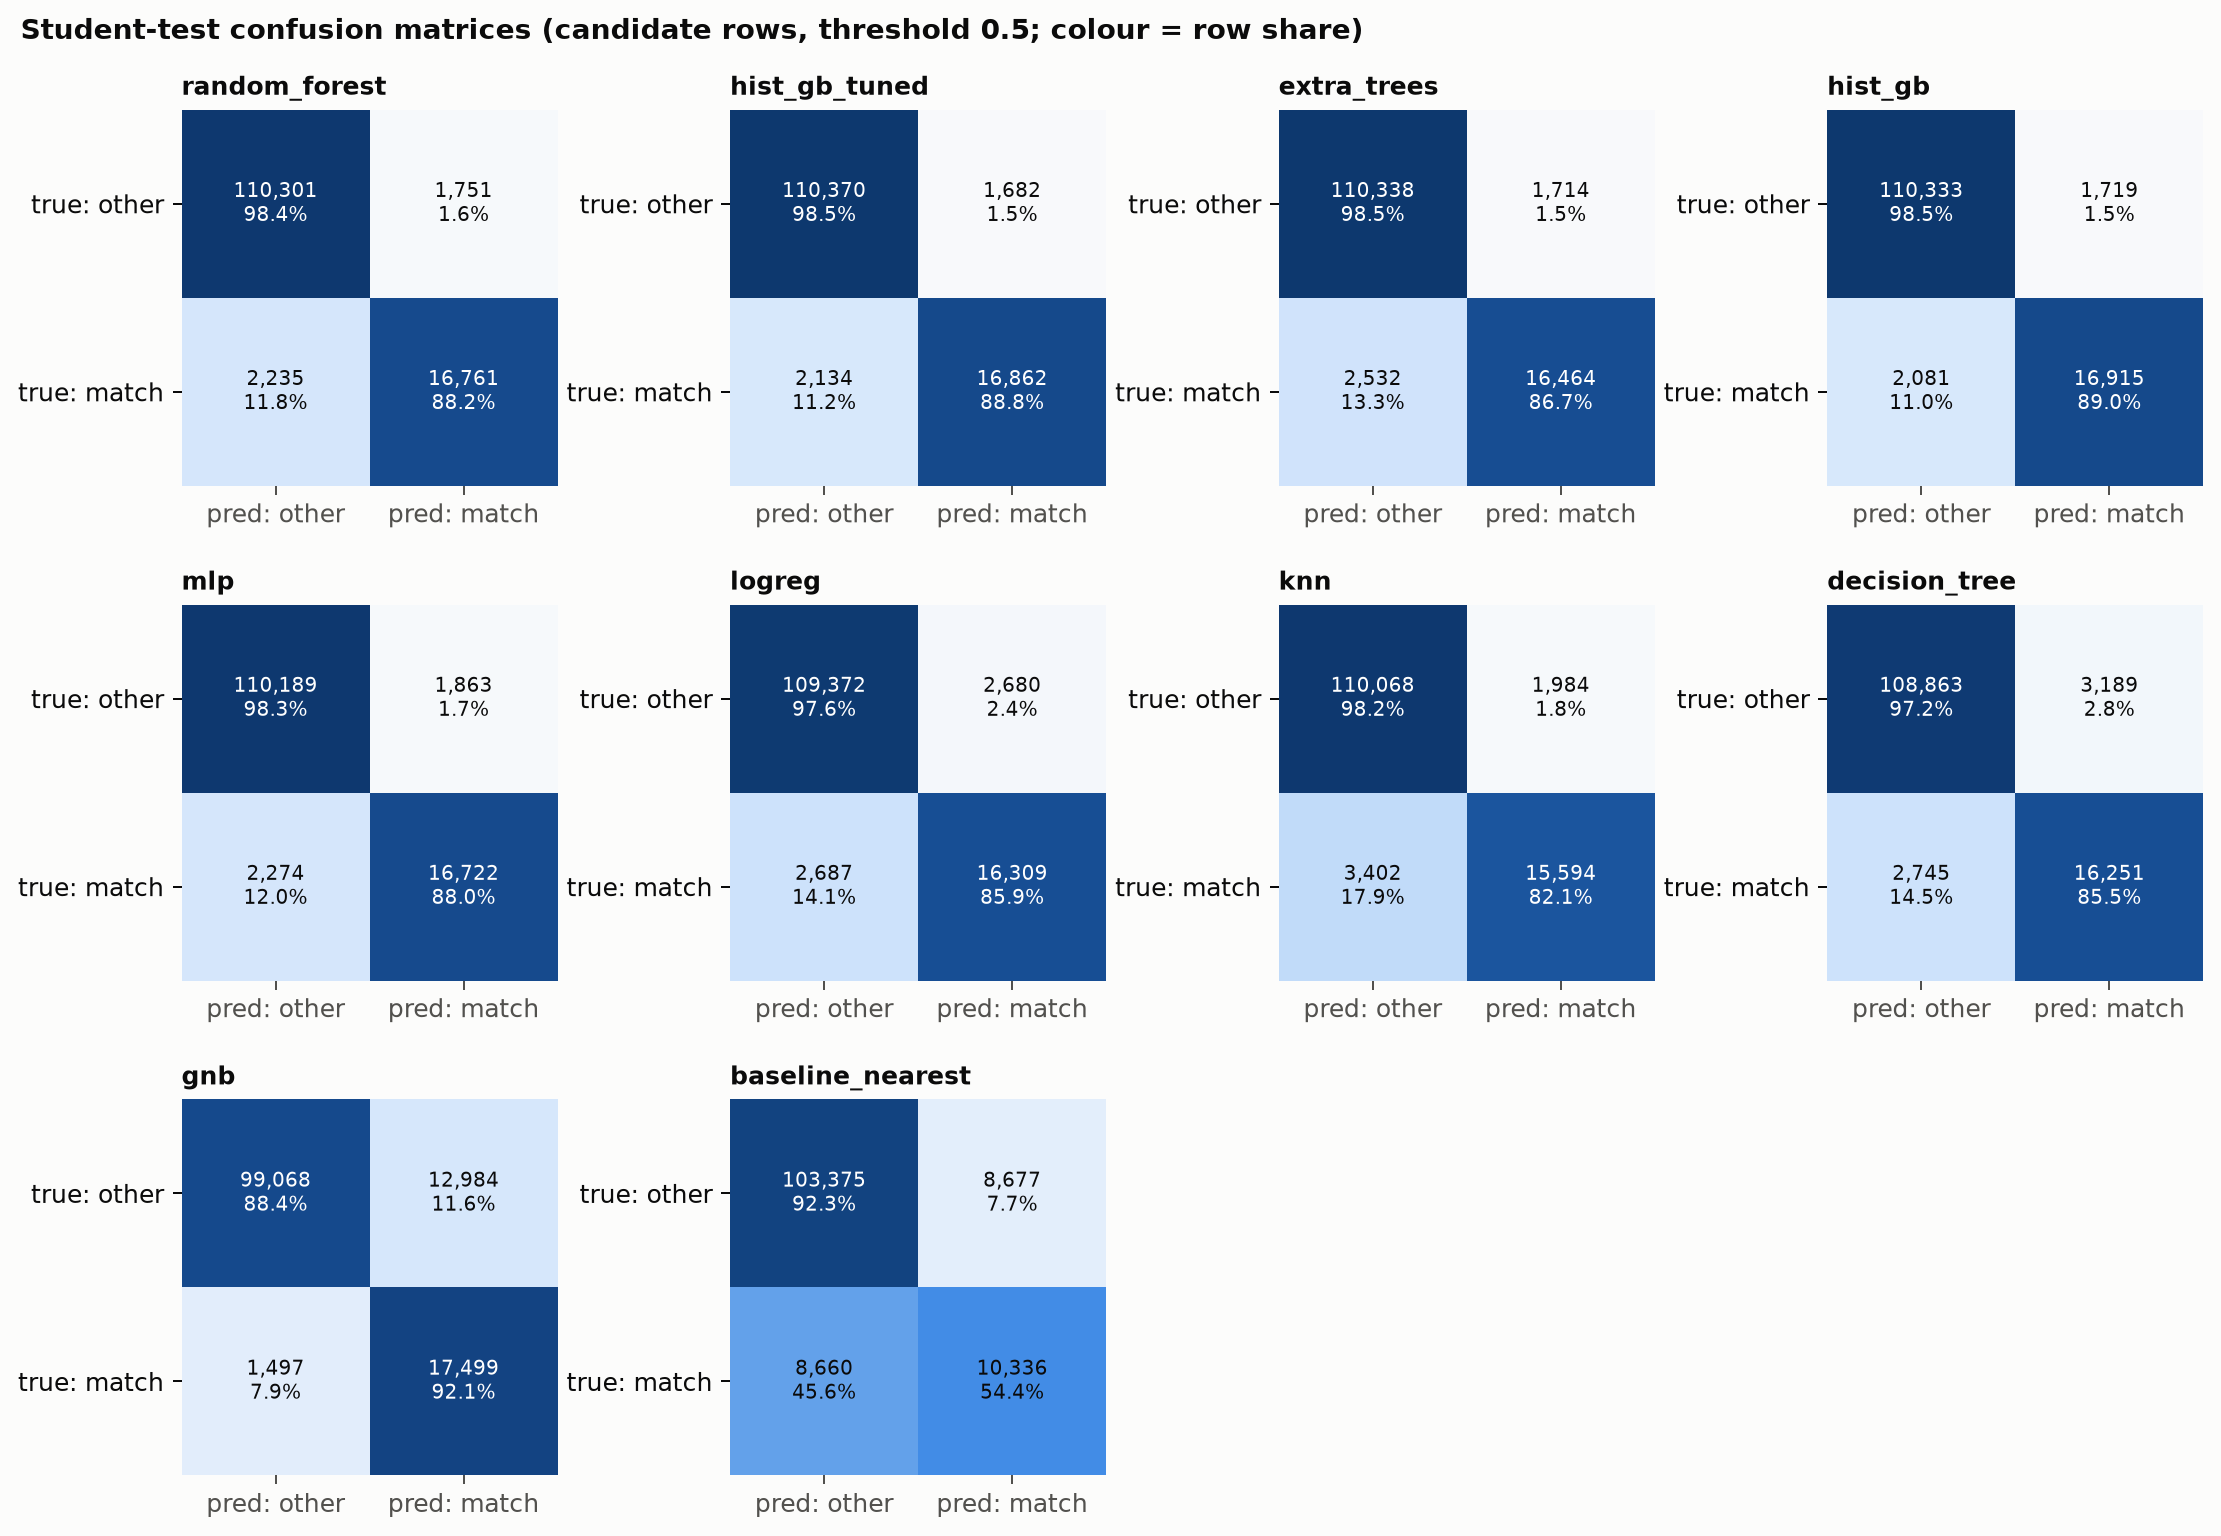 Student-test confusion matrices (candidate rows, threshold 0.5; colour = row share)
random_forest
true: other
110,301
98.4%
1,751
1.6%
true: match
2,235
11.8%
16,761
88.2%
pred: other
pred: match
hist_gb_tuned
true: other
110,370
98.5%
1,682
1.5%
true: match
2,134
11.2%
16,862
88.8%
pred: other
pred: match
extra_trees
true: other
110,338
98.5%
1,714
1.5%
true: match
2,532
13.3%
16,464
86.7%
pred: other
pred: match
hist_gb
true: other
110,333
98.5%
1,719
1.5%
true: match
2,081
11.0%
16,915
89.0%
pred: other
pred: match
mlp
true: other
110,189
98.3%
1,863
1.7%
true: match
2,274
12.0%
16,722
88.0%
pred: other
pred: match
logreg
true: other
109,372
97.6%
2,680
2.4%
true: match
2,687
14.1%
16,309
85.9%
pred: other
pred: match
knn
true: other
110,068
98.2%
1,984
1.8%
true: match
3,402
17.9%
15,594
82.1%
pred: other
pred: match
decision_tree
true: other
108,863
97.2%
3,189
2.8%
true: match
2,745
14.5%
16,251
85.5%
pred: other
pred: match
gnb
true: other
99,068
88.4%
12,984
11.6%
true: match
1,497
7.9%
17,499
92.1%
pred: other
pred: match
baseline_nearest
true: other
103,375
92.3%
8,677
7.7%
true: match
8,660
45.6%
10,336
54.4%
pred: other
pred: match